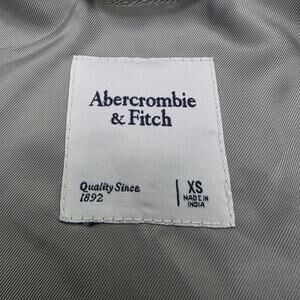 Abercrombie
& Fitch
Quality Since
1892
XS
MADE IN
INDIA